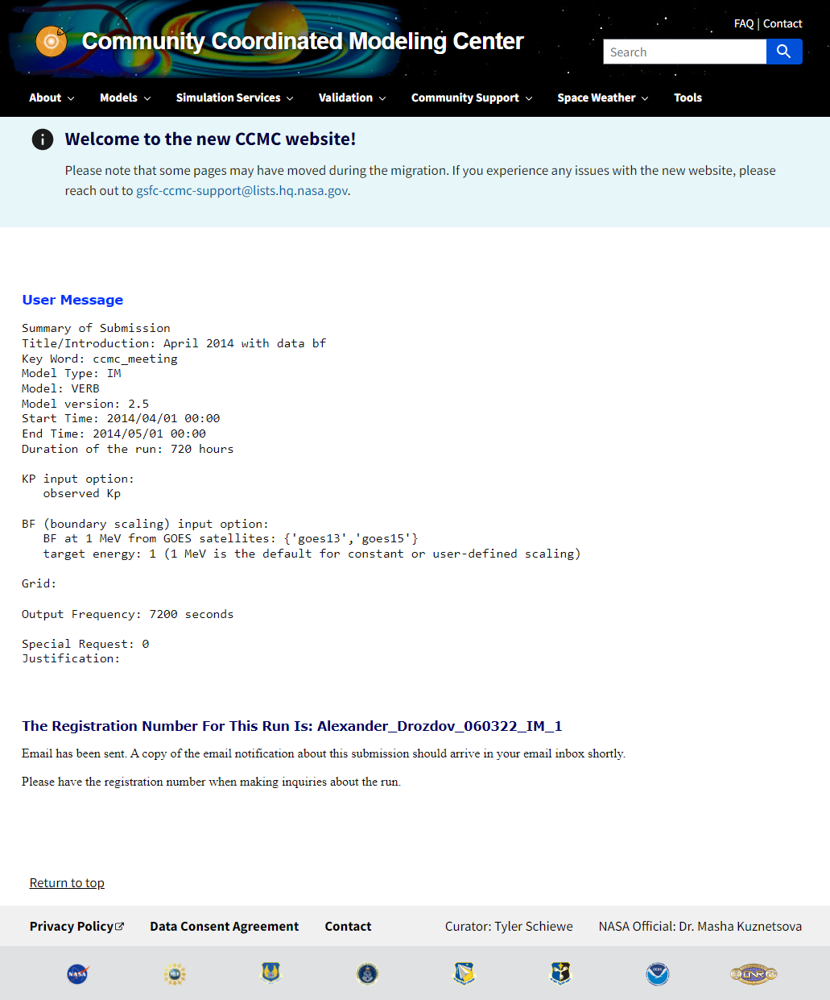 Community Coordinated Modeling Center
FAQ | Contact
Search
About
Models
Simulation Services
Validation
Community Support
Space Weather
Tools
Welcome to the new CCMC website!
Please note that some pages may have moved during the migration. If you experience any issues with the new website, please
reach out to gsfc-ccmc-support@lists.hq.nasa.gov.
User Message
Summary of Submission
Title/Introduction: April 2014 with data bf
Key Word: ccmc_meeting
Model Type: IM
Model: VERB
Model version: 2.5
Start Time: 2014/04/01 00:00
End Time: 2014/05/01 00:00
Duration of the run: 720 hours
KP input option:
observed Kp
BF (boundary scaling) input option:
BF at 1 MeV from GOES satellites: {'goes13','goes15'}
target energy: 1 (1 MeV is the default for constant or user-defined scaling)
Grid:
Output Frequency: 7200 seconds
Special Request: 0
Justification:
The Registration Number For This Run Is: Alexander_Drozdov_060322_IM_1
Email has been sent. A copy of the email notification about this submission should arrive in your email inbox shortly.
Please have the registration number when making inquiries about the run.
Return to top
Privacy Policy
Data Consent Agreement
Contact
Curator: Tyler Schiewe
NASA Official: Dr. Masha Kuznetsova
NASA
NSF
ONR